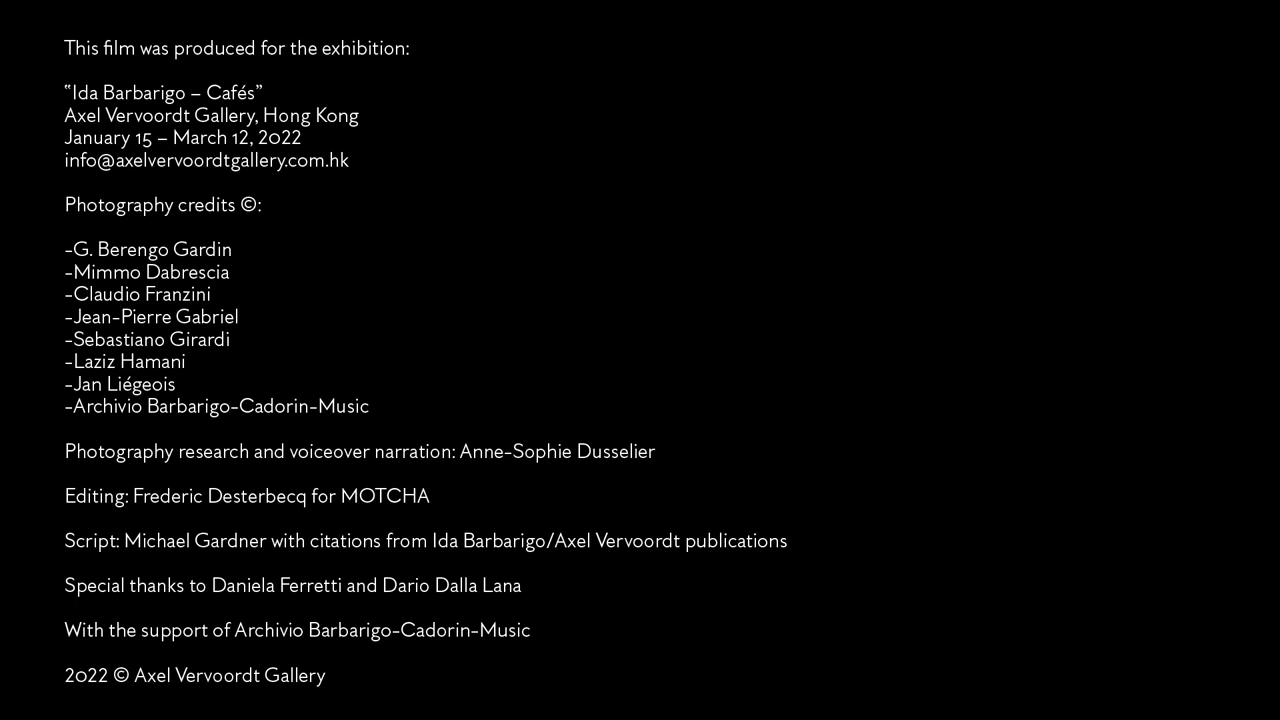 This film was produced for the exhibition:
“Ida Barbarigo – Cafés”
Axel Vervoordt Gallery, Hong Kong
January 15 – March 12, 2022
info@axelvervoordtgallery.com.hk
Photography credits ©:
-G. Berengo Gardin
-Mimmo Dabrescia
-Claudio Franzini
-Jean-Pierre Gabriel
-Sebastiano Girardi
-Laziz Hamani
-Jan Liégeois
-Archivio Barbarigo-Cadorin-Music
Photography research and voiceover narration: Anne-Sophie Dusselier
Editing: Frederic Desterbecq for MOTCHA
Script: Michael Gardner with citations from Ida Barbarigo/Axel Vervoordt publications
Special thanks to Daniela Ferretti and Dario Dalla Lana
With the support of Archivio Barbarigo-Cadorin-Music
2022 © Axel Vervoordt Gallery